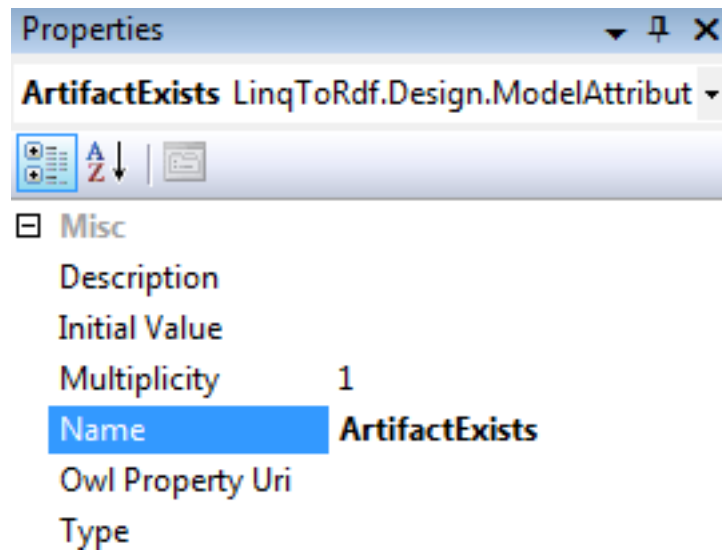 Properties
ArtifactExists LinqToRdf.Design.ModelAttribut
Misc
Description
Initial Value
Multiplicity 1
Name ArtifactExists
Owl Property Uri
Type